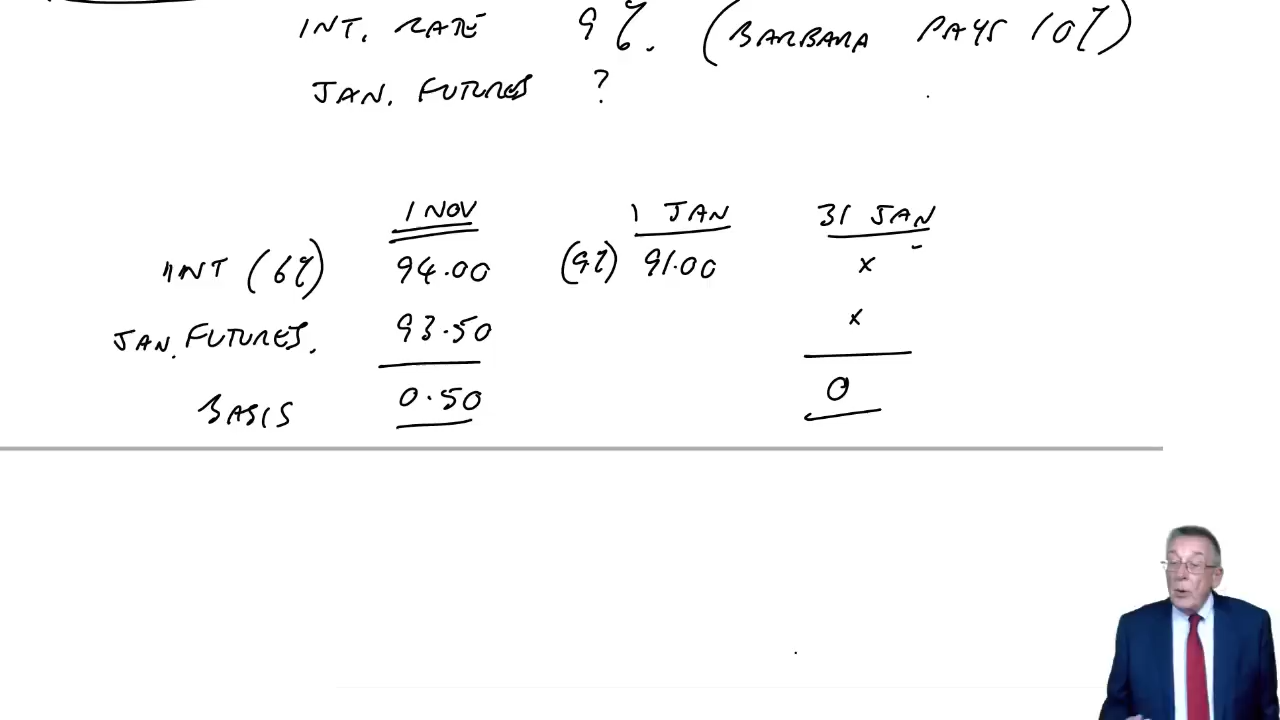 INT. RATE 9%. (BARBARA PAYS 10%)
JAN. FUTURES ?
1 NOV 1 JAN 31 JAN
INT (6%) 94.00 (9%) 91.00 x
JAN. FUTURES. 93.50 x
BASIS 0.50 0